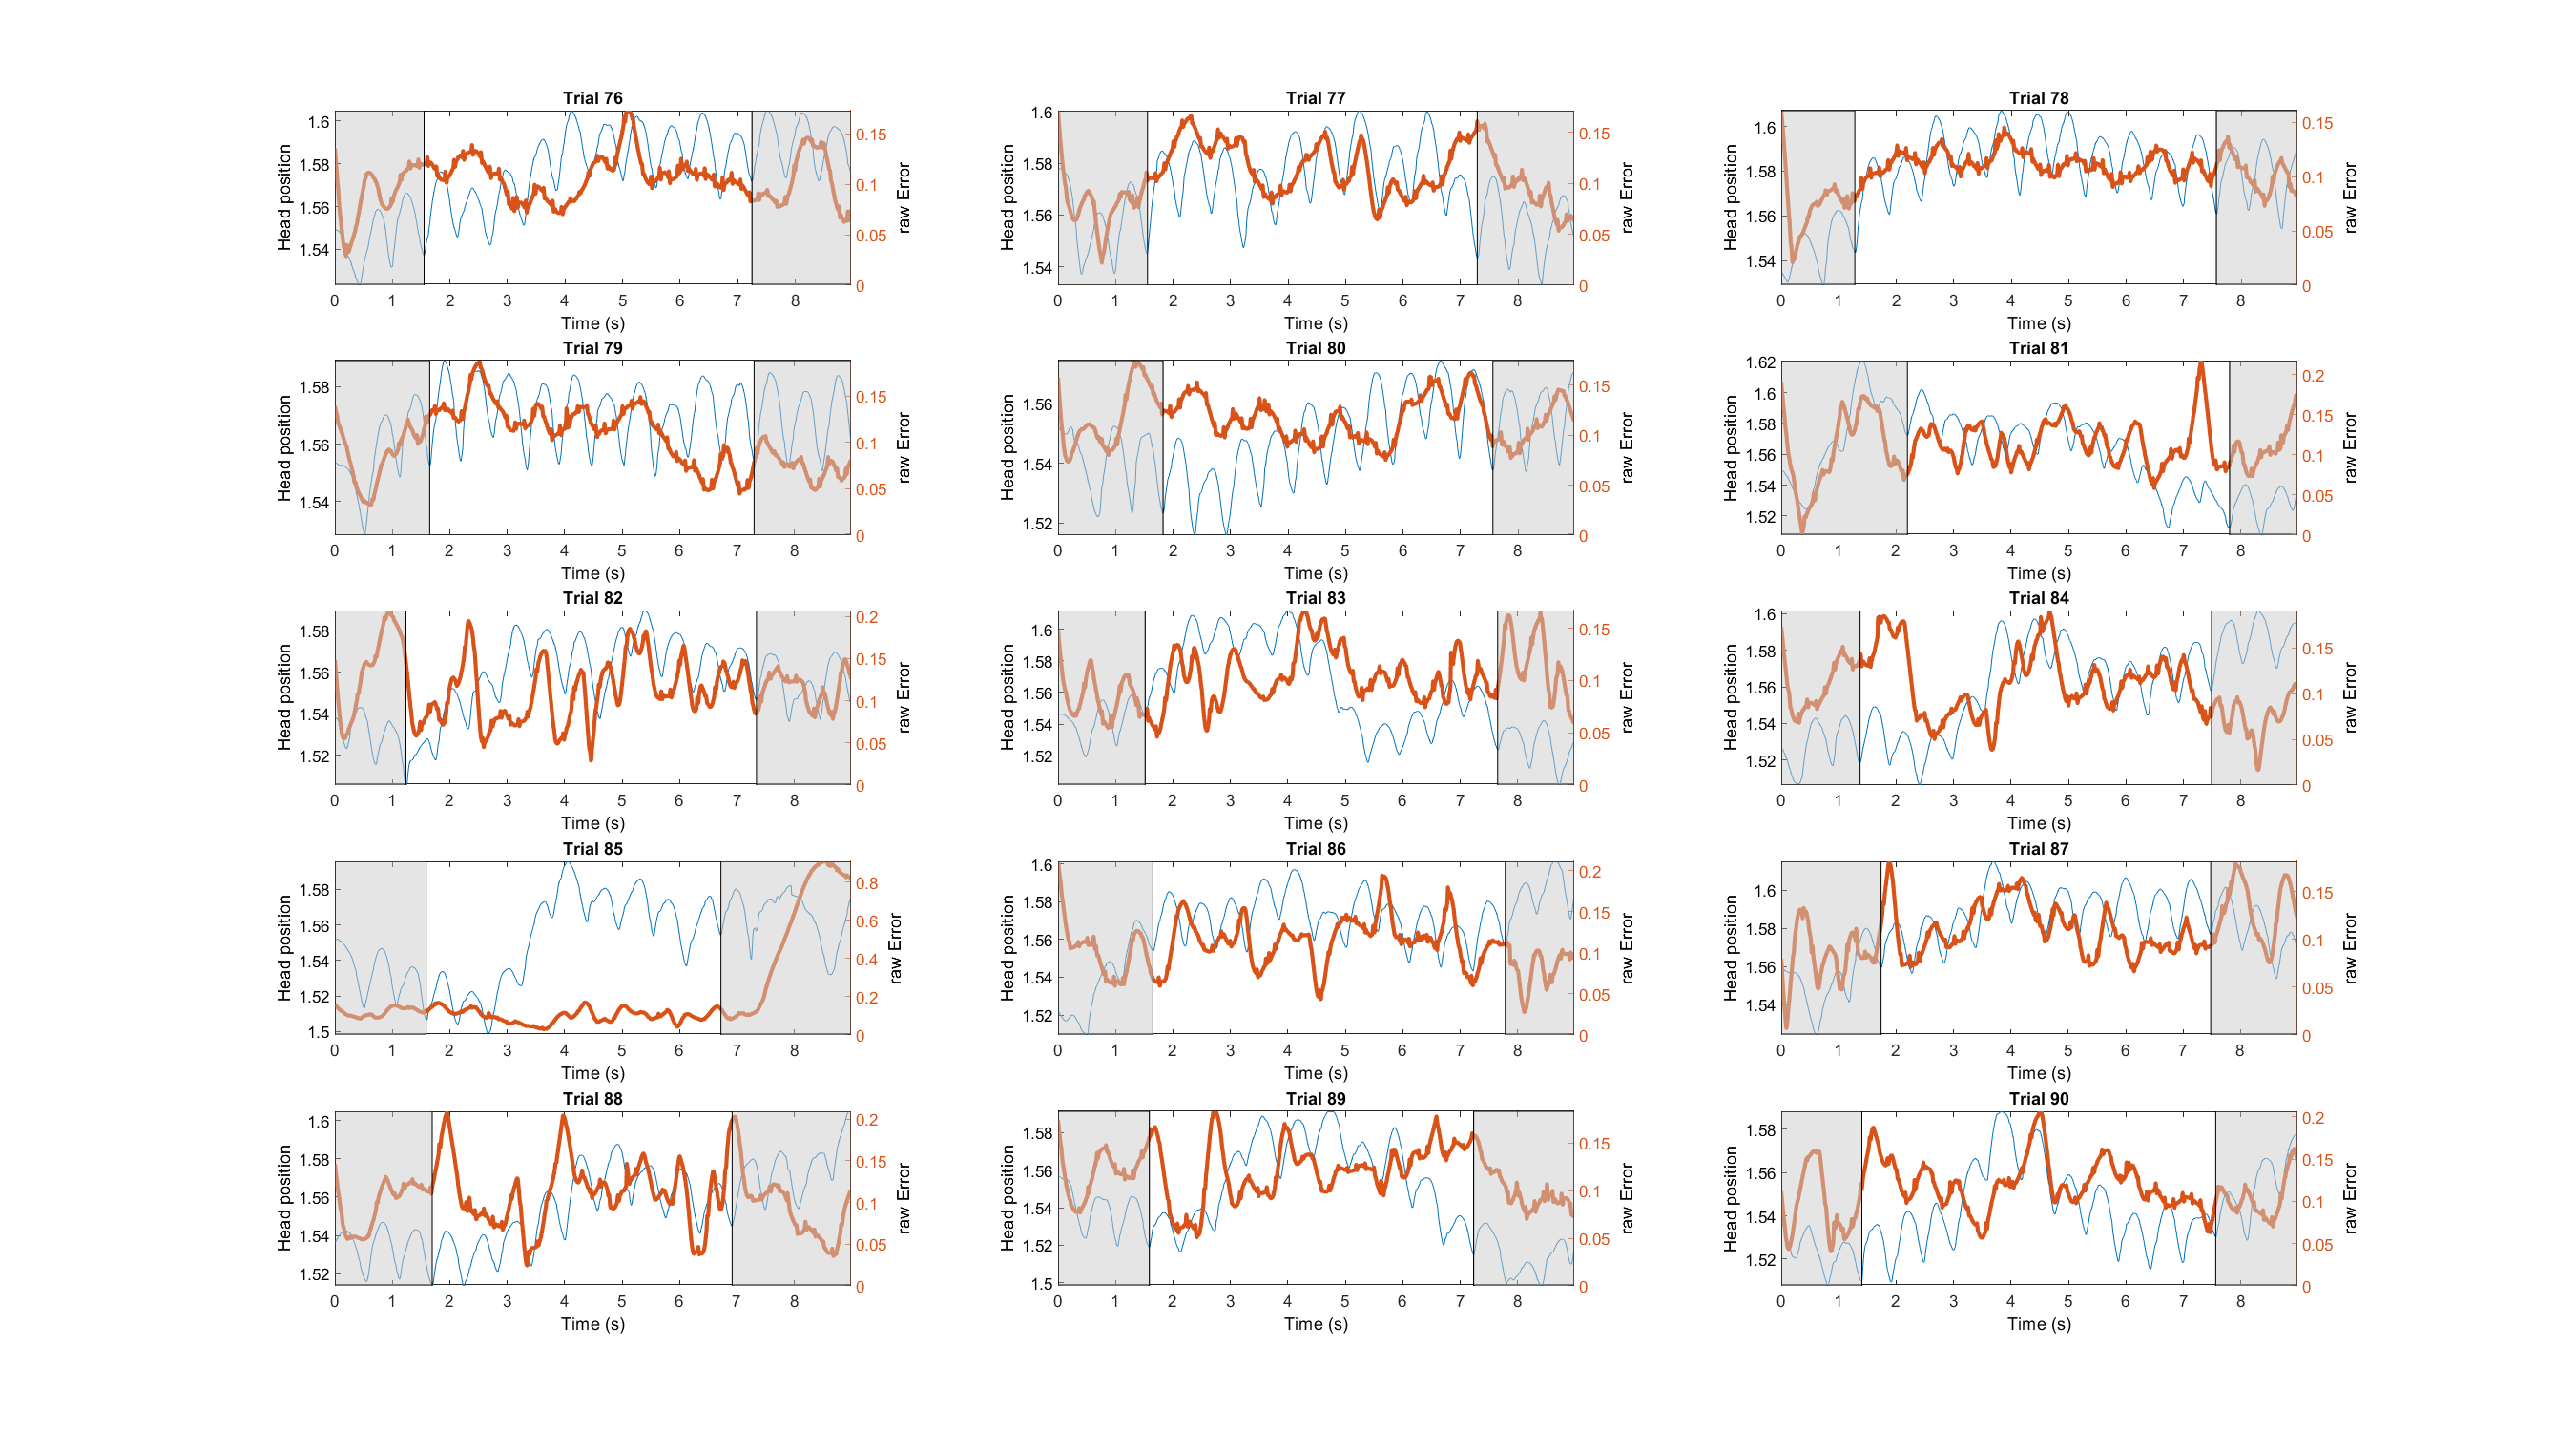 Trial 76 Trial 77 Trial 78
Head position 1.6 1.58 1.56 1.54 0.15 0.1 0.05 0 raw Error Head position 1.6 1.58 1.56 1.54 0.15 0.1 0.05 0 raw Error Head position 1.6 1.58 1.56 1.54 0.15 0.1 0.05 0 raw Error
0 1 2 3 4 5 6 7 8 0 1 2 3 4 5 6 7 8 0 1 2 3 4 5 6 7 8
Time (s) Time (s) Time (s)
Trial 79 Trial 80 Trial 81
Head position 1.58 1.56 1.54 0.15 0.1 0.05 0 raw Error Head position 1.56 1.54 1.52 0.15 0.1 0.05 0 raw Error Head position 1.62 1.6 1.58 1.56 1.54 1.52 0.2 0.15 0.1 0.05 0 raw Error
0 1 2 3 4 5 6 7 8 0 1 2 3 4 5 6 7 8 0 1 2 3 4 5 6 7 8
Time (s) Time (s) Time (s)
Trial 82 Trial 83 Trial 84
Head position 1.58 1.56 1.54 1.52 0.2 0.15 0.1 0.05 0 raw Error Head position 1.6 1.58 1.56 1.54 1.52 0.15 0.1 0.05 0 raw Error Head position 1.6 1.58 1.56 1.54 1.52 0.15 0.1 0.05 0 raw Error
0 1 2 3 4 5 6 7 8 0 1 2 3 4 5 6 7 8 0 1 2 3 4 5 6 7 8
Time (s) Time (s) Time (s)
Trial 85 Trial 86 Trial 87
Head position 1.58 1.56 1.54 1.52 1.5 0.8 0.6 0.4 0.2 0 raw Error Head position 1.6 1.58 1.56 1.54 1.52 0.2 0.15 0.1 0.05 0 raw Error Head position 1.6 1.58 1.56 1.54 0.15 0.1 0.05 0 raw Error
0 1 2 3 4 5 6 7 8 0 1 2 3 4 5 6 7 8 0 1 2 3 4 5 6 7 8
Time (s) Time (s) Time (s)
Trial 88 Trial 89 Trial 90
Head position 1.6 1.58 1.56 1.54 1.52 0.2 0.15 0.1 0.05 0 raw Error Head position 1.58 1.56 1.54 1.52 1.5 0.15 0.1 0.05 0 raw Error Head position 1.58 1.56 1.54 1.52 0.2 0.15 0.1 0.05 0 raw Error
0 1 2 3 4 5 6 7 8 0 1 2 3 4 5 6 7 8 0 1 2 3 4 5 6 7 8
Time (s) Time (s) Time (s)